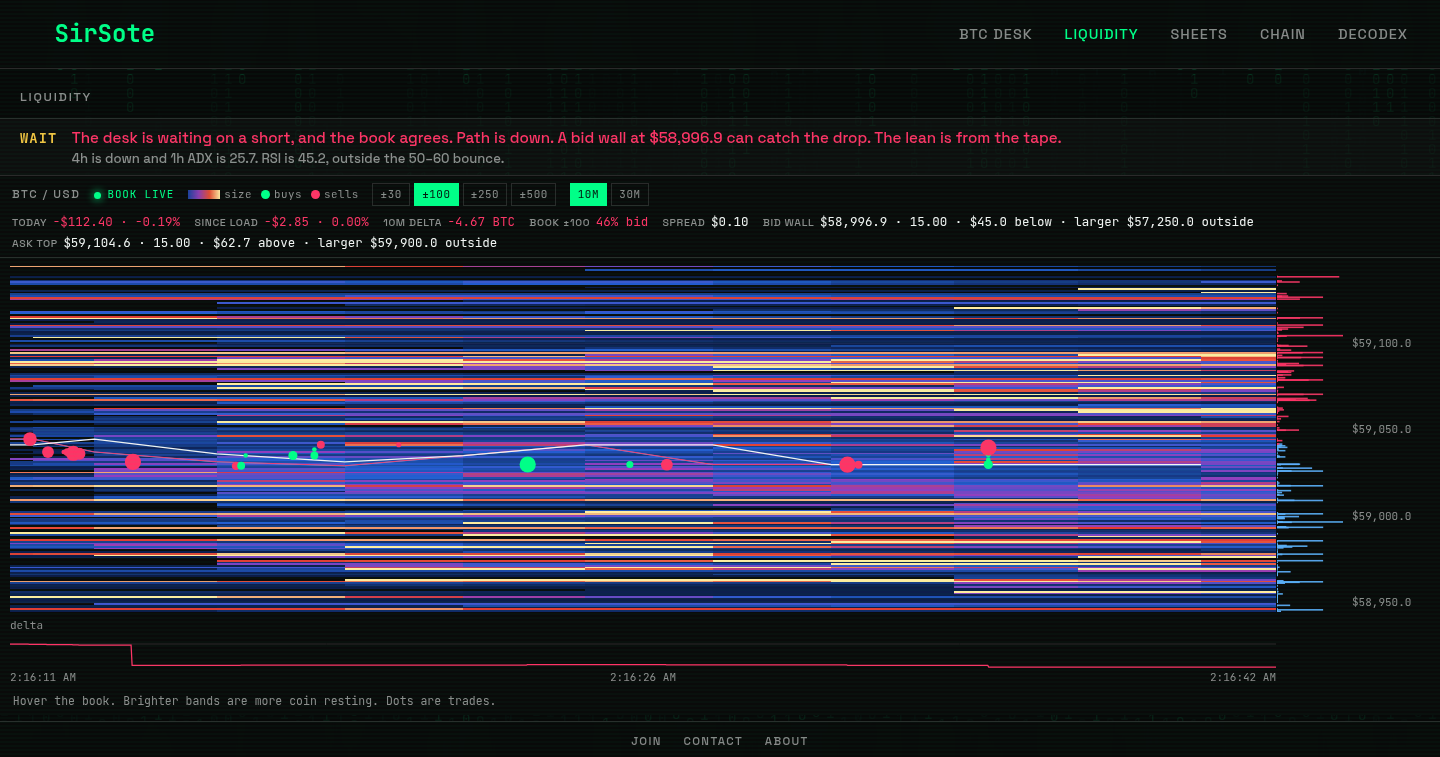 SirSote
BTC DESK LIQUIDITY SHEETS CHAIN DECODEX
LIQUIDITY
WAIT The desk is waiting on a short, and the book agrees. Path is down. A bid wall at $58,996.9 can catch the drop. The lean is from the tape.
4h is down and 1h ADX is 25.7. RSI is 45.2, outside the 50–60 bounce.
BTC / USD BOOK LIVE size buys sells ±30 ±100 ±250 ±500 10M 30M
TODAY -$112.40 · -0.19% SINCE LOAD -$2.85 · 0.00% 10M DELTA -4.67 BTC BOOK ±100 46% bid SPREAD $0.10 BID WALL $58,996.9 · 15.00 · $45.0 below · larger $57,250.0 outside
ASK TOP $59,104.6 · 15.00 · $62.7 above · larger $59,900.0 outside
$59,100.0
$59,050.0
$59,000.0
$58,950.0
delta
2:16:11 AM 2:16:26 AM 2:16:42 AM
Hover the book. Brighter bands are more coin resting. Dots are trades.
JOIN CONTACT ABOUT